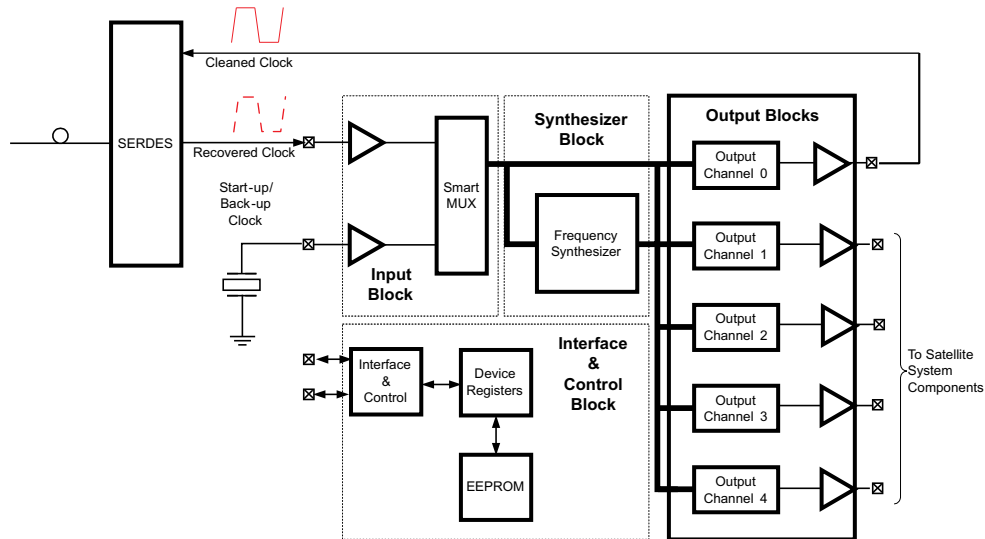 Cleaned Clock
SERDES
Recovered Clock
Start-up/
Back-up
Clock
Smart
MUX
Input
Block
Synthesizer
Block
Frequency
Synthesizer
Output Blocks
Output
Channel 0
Output
Channel 1
Output
Channel 2
Output
Channel 3
Output
Channel 4
To Satellite
System
Components
Interface
&
Control
Block
Interface
&
Control
Device
Registers
EEPROM